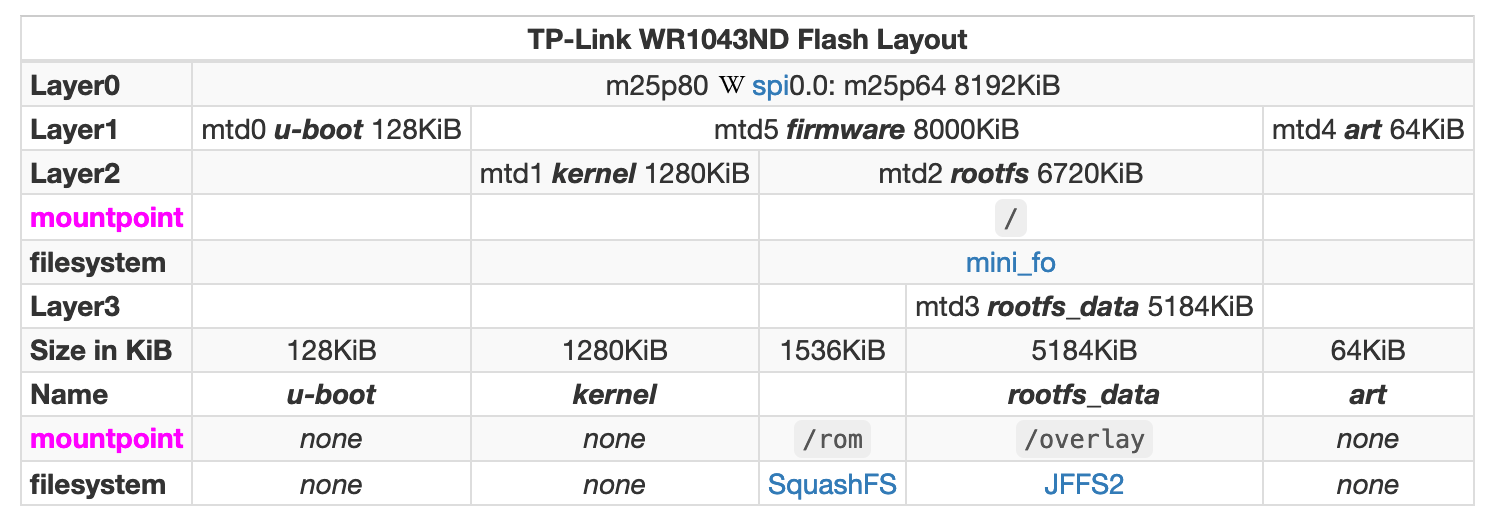 TP-Link WR1043ND Flash Layout
Layer0 m25p80 W spi0.0: m25p64 8192KiB
Layer1 mtd0 u-boot 128KiB mtd5 firmware 8000KiB mtd4 art 64KiB
Layer2 mtd1 kernel 1280KiB mtd2 rootfs 6720KiB
mountpoint /
filesystem mini_fo
Layer3 mtd3 rootfs_data 5184KiB
Size in KiB 128KiB 1280KiB 1536KiB 5184KiB 64KiB
Name u-boot kernel rootfs_data art
mountpoint none none /rom /overlay none
filesystem none none SquashFS JFFS2 none